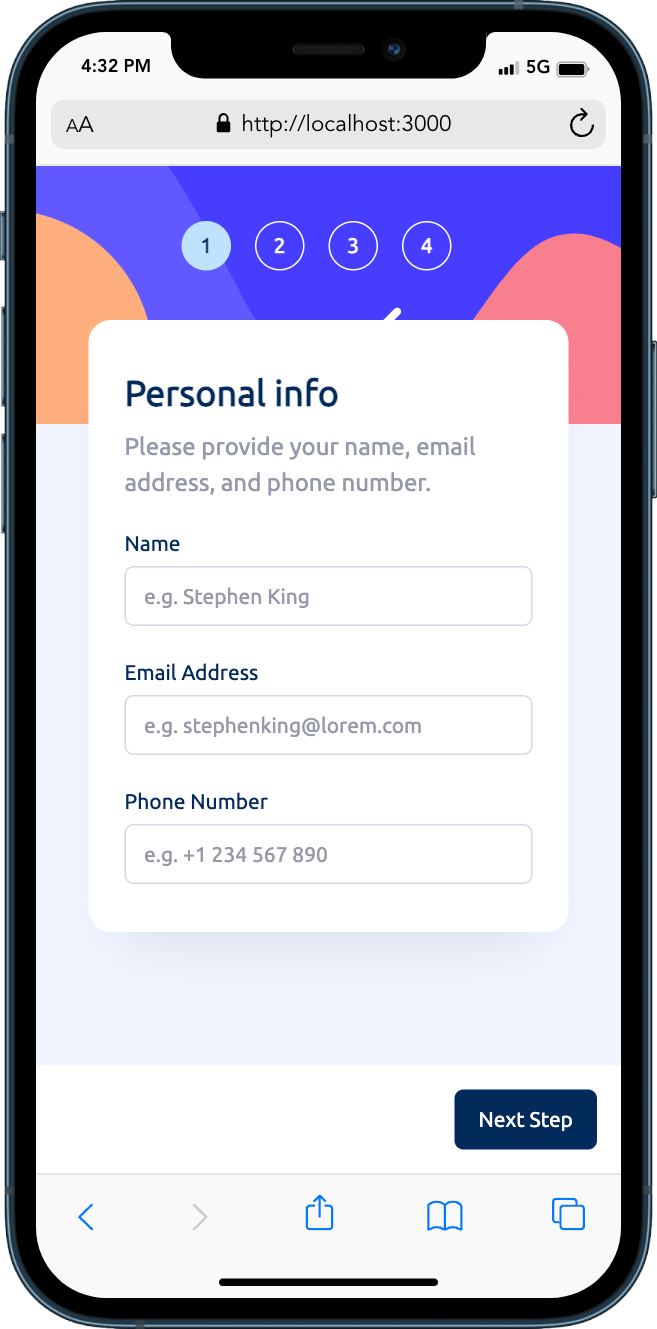 4:32 PM
5G
AA
http://localhost:3000
1 2 3 4
Personal info
Please provide your name, email
address, and phone number.
Name
e.g. Stephen King
Email Address
e.g. stephenking@lorem.com
Phone Number
e.g. +1 234 567 890
Next Step